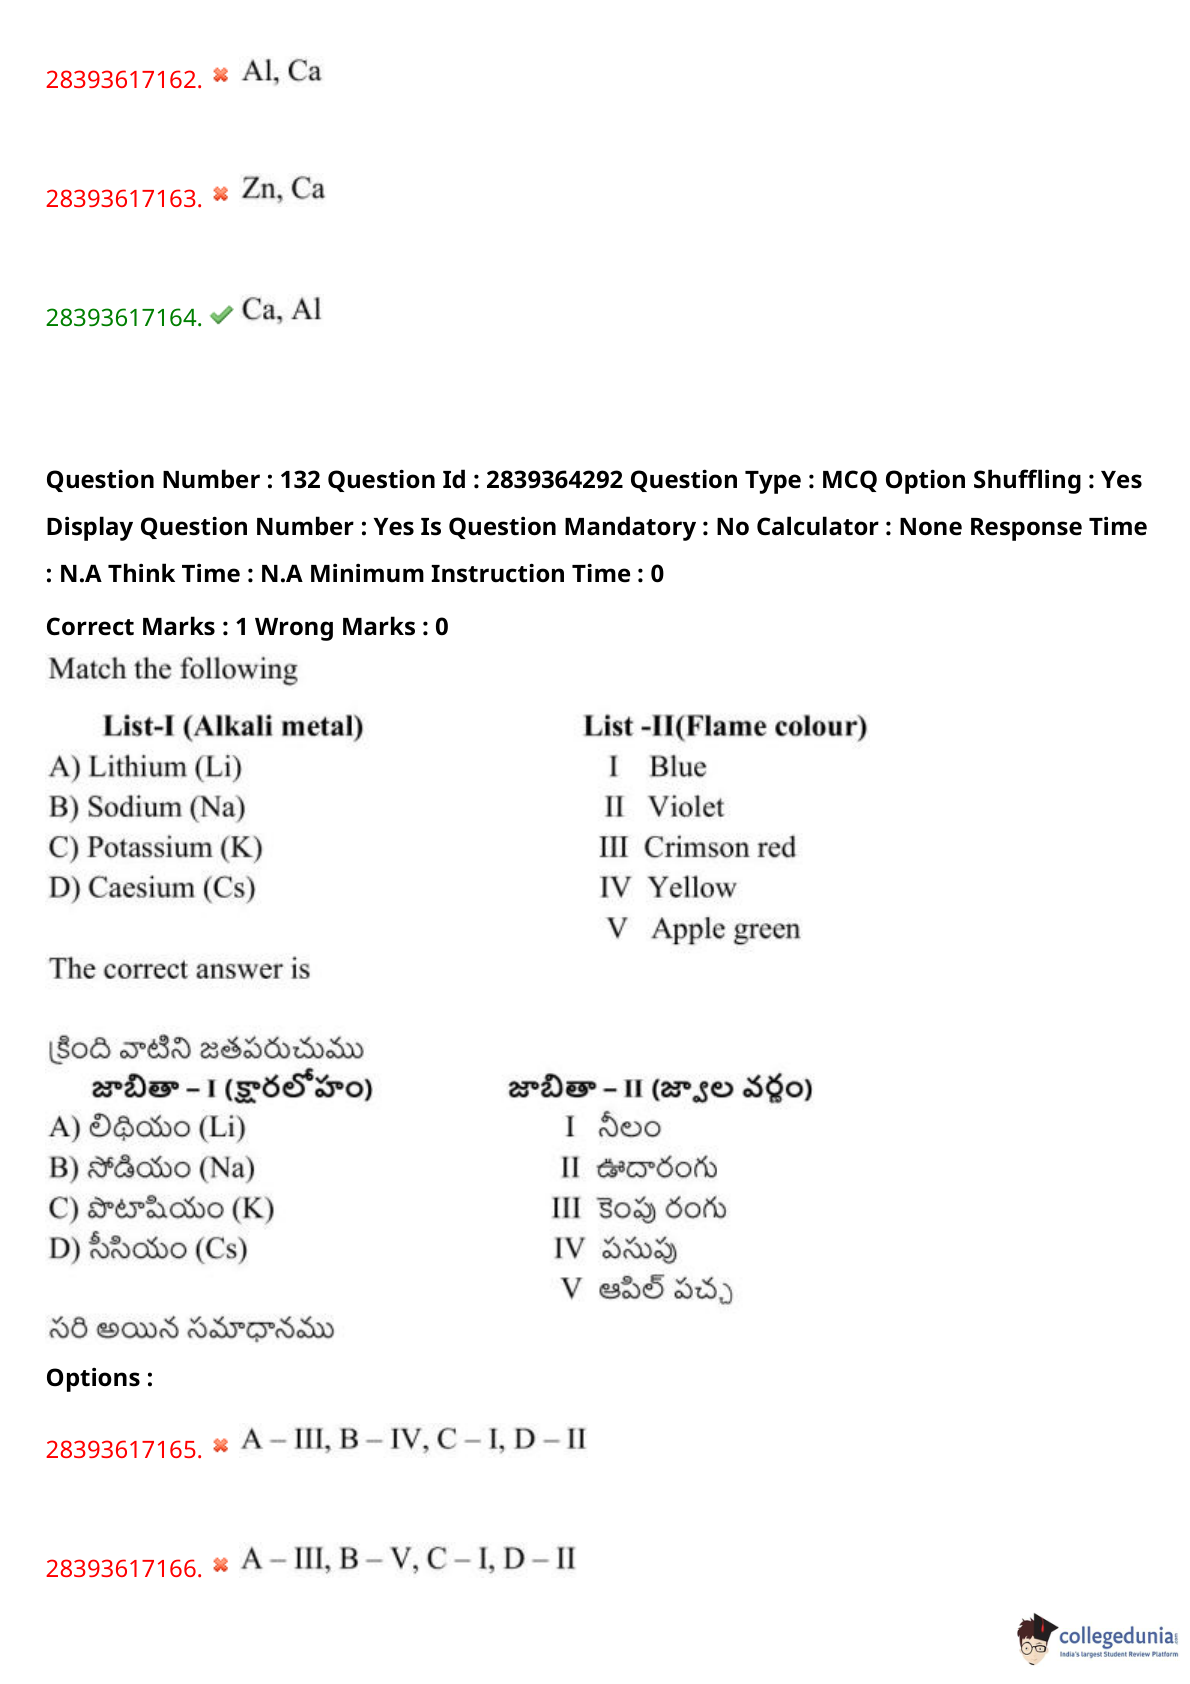 28393617162. Al, Ca
28393617163. Zn, Ca
28393617164. Ca, Al
Question Number : 132 Question Id : 2839364292 Question Type : MCQ Option Shuffling : Yes
Display Question Number : Yes Is Question Mandatory : No Calculator : None Response Time
: N.A Think Time : N.A Minimum Instruction Time : 0
Correct Marks : 1 Wrong Marks : 0
Match the following
List-I (Alkali metal) List -II(Flame colour)
A) Lithium (Li) I Blue
B) Sodium (Na) II Violet
C) Potassium (K) III Crimson red
D) Caesium (Cs) IV Yellow
V Apple green
The correct answer is
క్రింది వాటిని జతపరుచుము
జాబితా – I (క్షారలోహం) జాబితా – II (జ్వాల వర్ణం)
A) లిథియం (Li) I నీలం
B) సోడియం (Na) II ఊదారంగు
C) పొటాషియం (K) III కెంపు రంగు
D) సీసియం (Cs) IV పసుపు
V ఆపిల్ పచ్చ
సరి అయిన సమాధానము
Options :
28393617165. A – III, B – IV, C – I, D – II
28393617166. A – III, B – V, C – I, D – II
collegedunia
India's largest Student Review Platform